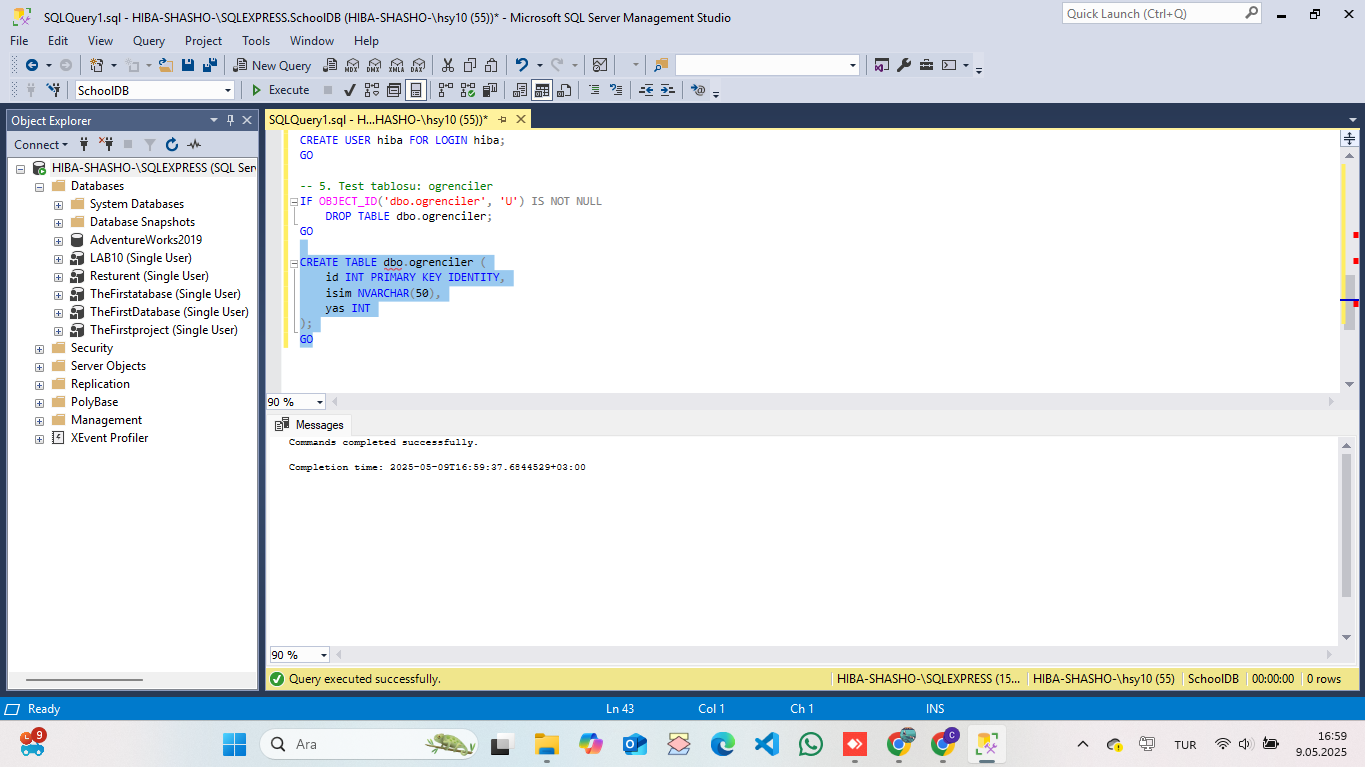 SQLQuery1.sql - HIBA-SHASHO-\SQLEXPRESS.SchoolDB (HIBA-SHASHO-\hsy10 (55))* - Microsoft SQL Server Management Studio
Quick Launch (Ctrl+Q)
File Edit View Query Project Tools Window Help
New Query MDX DMX XMLA DAX
SchoolDB Execute
Object Explorer
SQLQuery1.sql - H...HASHO-\hsy10 (55))*
Connect
HIBA-SHASHO-\SQLEXPRESS (SQL Ser
Databases
System Databases
Database Snapshots
AdventureWorks2019
LAB10 (Single User)
Resturent (Single User)
TheFirstatabase (Single User)
TheFirstDatabase (Single User)
TheFirstproject (Single User)
Security
Server Objects
Replication
PolyBase
Management
XEvent Profiler
CREATE USER hiba FOR LOGIN hiba;
GO
-- 5. Test tablosu: ogrenciler
IF OBJECT_ID('dbo.ogrenciler', 'U') IS NOT NULL
DROP TABLE dbo.ogrenciler;
GO
CREATE TABLE dbo.ogrenciler (
id INT PRIMARY KEY IDENTITY,
isim NVARCHAR(50),
yas INT
);
GO
90 %
Messages
Commands completed successfully.
Completion time: 2025-05-09T16:59:37.6844529+03:00
90 %
Query executed successfully.
HIBA-SHASHO-\SQLEXPRESS (15... HIBA-SHASHO-\hsy10 (55) SchoolDB 00:00:00 0 rows
Ready Ln 43 Col 1 Ch 1 INS
9
Ara
C
TUR
16:59
9.05.2025